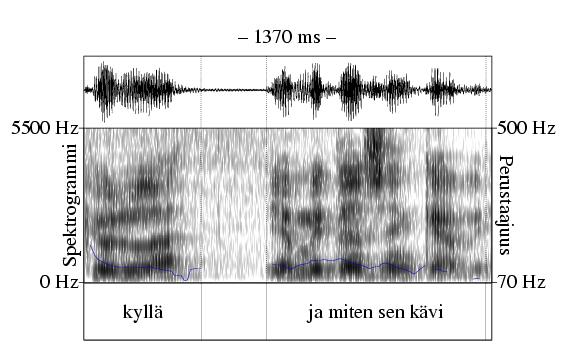 – 1370 ms –
5500 Hz
500 Hz
Spektrogrammi
Perustaajuus
0 Hz
70 Hz
kyllä
ja miten sen kävi